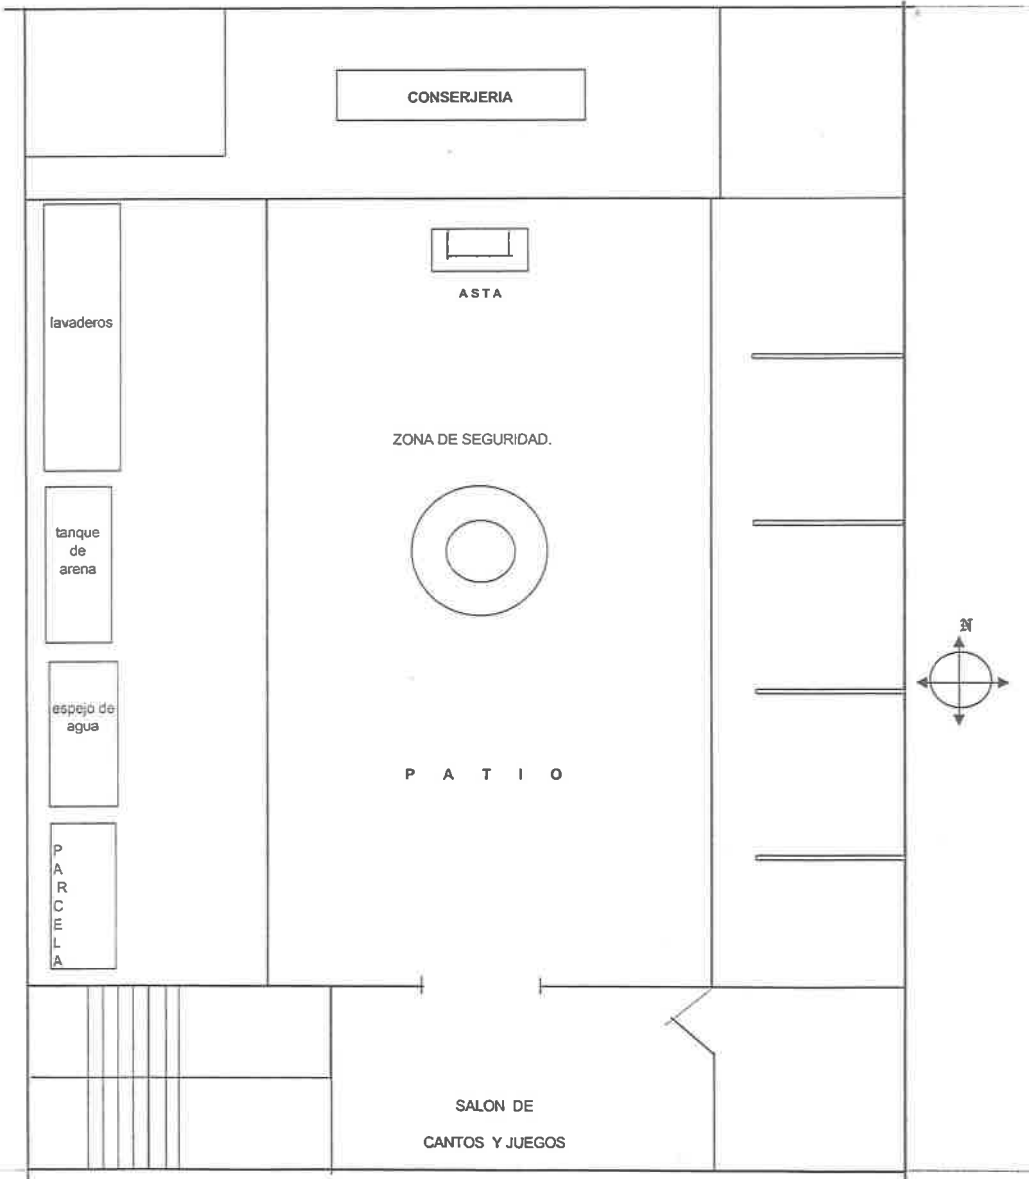 CONSERJERIA
ASTA
lavaderos
ZONA DE SEGURIDAD.
tanque
de
arena
N
espejo de
agua
P A T I O
P
A
R
C
E
L
A
SALON DE
CANTOS Y JUEGOS